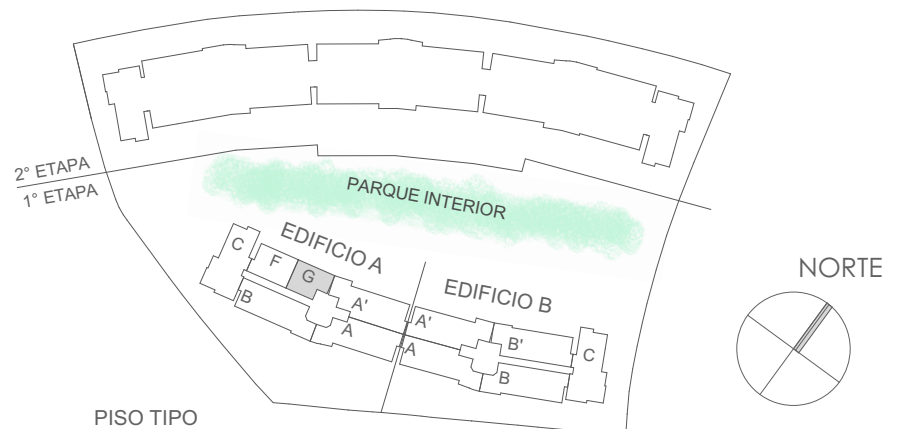 2° ETAPA
1° ETAPA
PARQUE INTERIOR
EDIFICIO A
C
F
G
B
A'
A
EDIFICIO B
A'
B'
C
A
B
NORTE
PISO TIPO